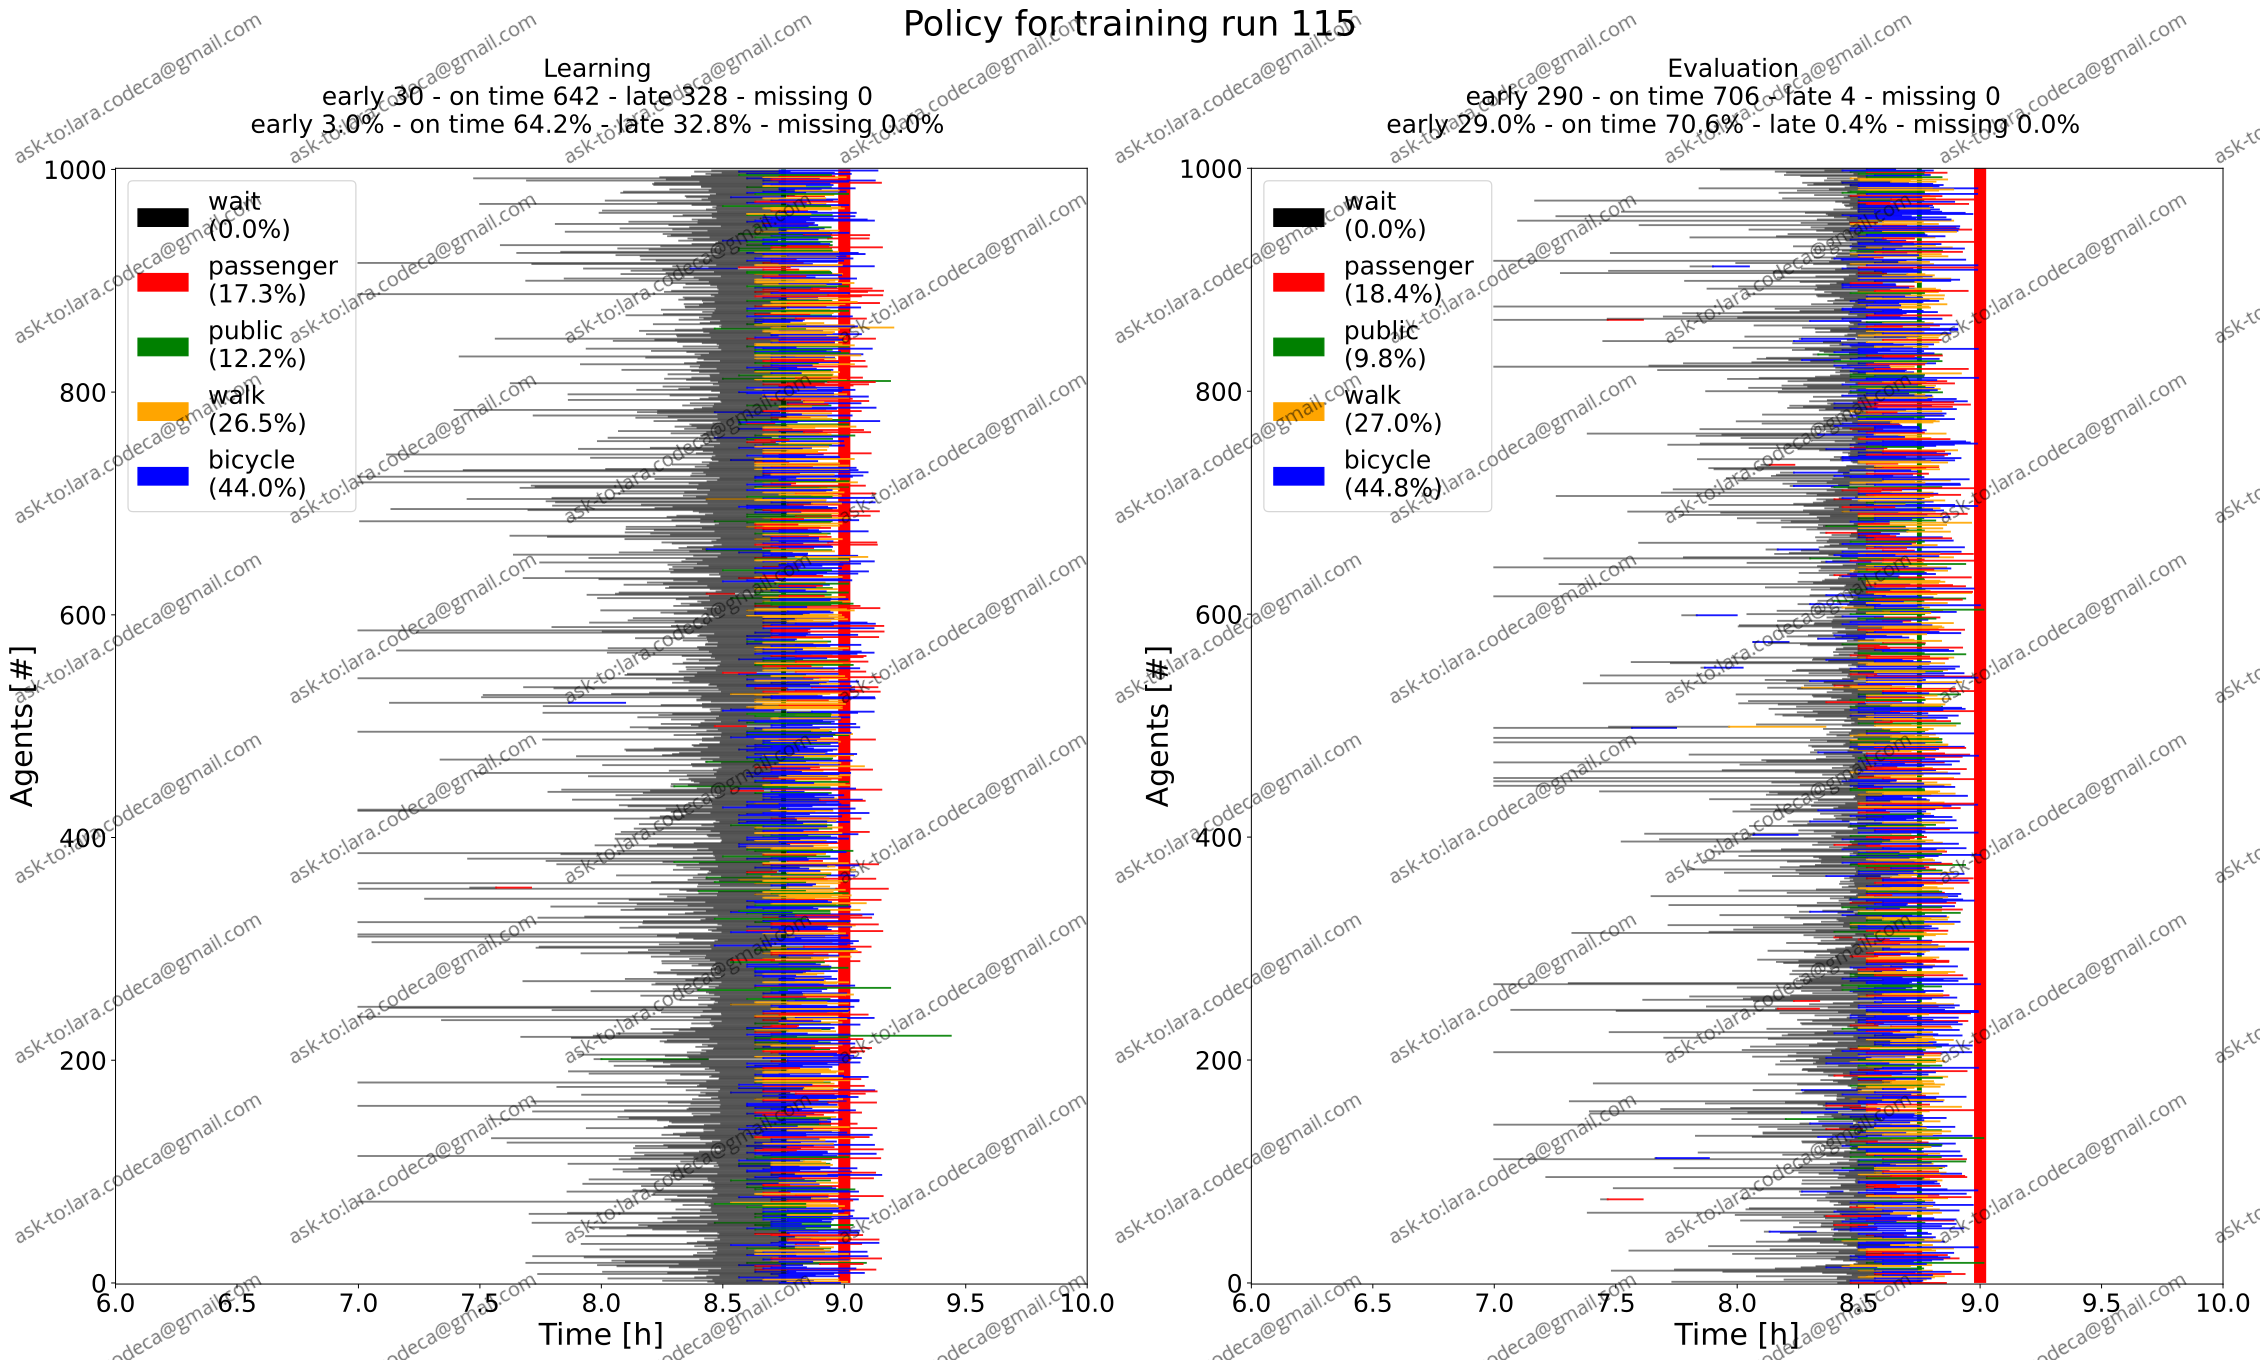 Policy for training run 115
Learning
early 30 - on time 642 - late 328 - missing 0
early 3.0% - on time 64.2% - late 32.8% - missing 0.0%
Agents [#]
1000
800
600
400
200
0
wait
(0.0%)
passenger
(17.3%)
public
(12.2%)
walk
(26.5%)
bicycle
(44.0%)
6.0 6.5 7.0 7.5 8.0 8.5 9.0 9.5 10.0
Time [h]
Evaluation
early 290 - on time 706 - late 4 - missing 0
early 29.0% - on time 70.6% - late 0.4% - missing 0.0%
Agents [#]
1000
800
600
400
200
0
wait
(0.0%)
passenger
(18.4%)
public
(9.8%)
walk
(27.0%)
bicycle
(44.8%)
6.0 6.5 7.0 7.5 8.0 8.5 9.0 9.5 10.0
Time [h]
ask-to:lara.codeca@gmail.com